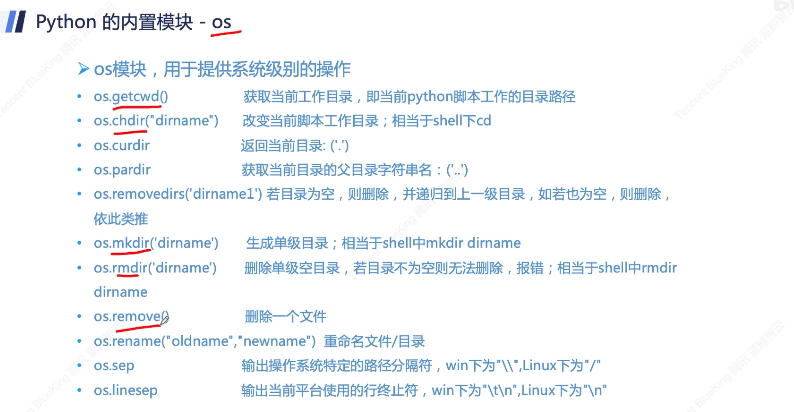 Python 的内置模块 - os
os模块，用于提供系统级别的操作
os.getcwd() 获取当前工作目录，即当前python脚本工作的目录路径
os.chdir("dirname") 改变当前脚本工作目录；相当于shell下cd
os.curdir 返回当前目录: ('.')
os.pardir 获取当前目录的父目录字符串名：('..')
os.removedirs('dirname1') 若目录为空，则删除，并递归到上一级目录，如若也为空，则删除，
依此类推
os.mkdir('dirname') 生成单级目录；相当于shell中mkdir dirname
os.rmdir('dirname') 删除单级空目录，若目录不为空则无法删除，报错；相当于shell中rmdir
dirname
os.remove() 删除一个文件
os.rename("oldname","newname") 重命名文件/目录
os.sep 输出操作系统特定的路径分隔符，win下为"\\",Linux下为"/"
os.linesep 输出当前平台使用的行终止符，win下为"\t\n",Linux下为"\n"